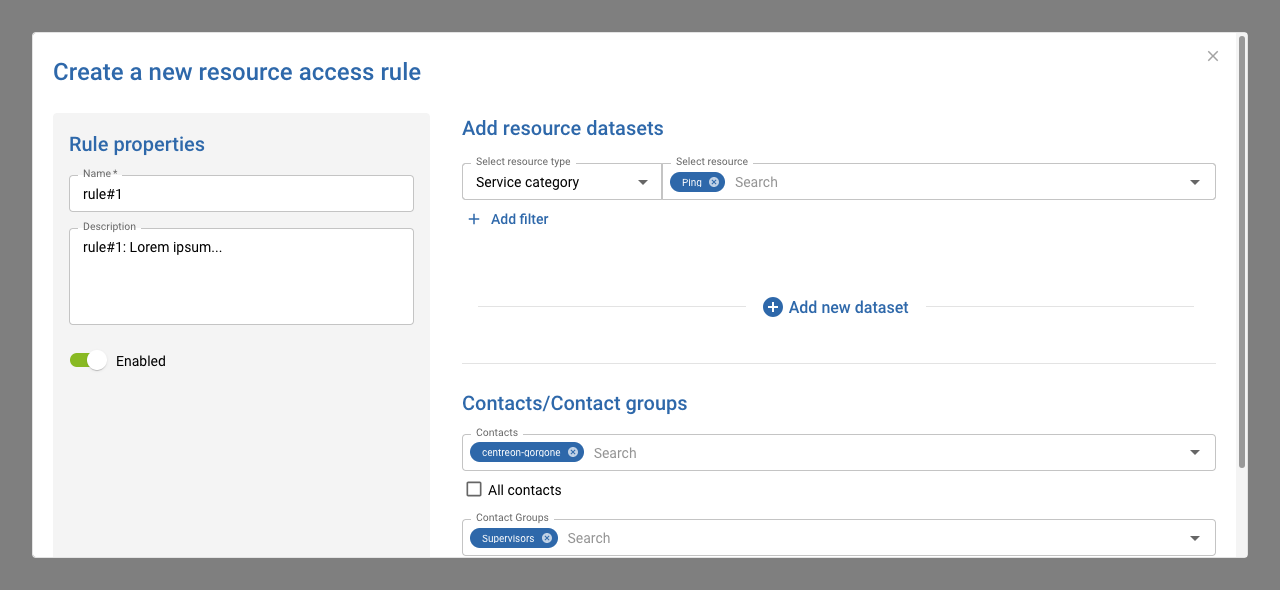 Create a new resource access rule
Rule properties
Name *
rule#1
Description
rule#1: Lorem ipsum...
Enabled
Add resource datasets
Select resource type
Service category
Select resource
Ping
Search
Add filter
Add new dataset
Contacts/Contact groups
Contacts
centreon-gorgone
Search
All contacts
Contact Groups
Supervisors
Search